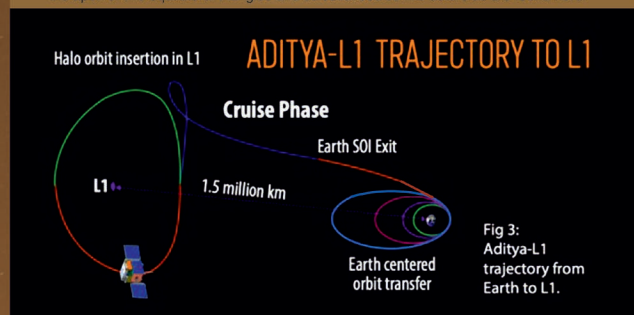 ADITYA-L1 TRAJECTORY TO L1
Halo orbit insertion in L1
Cruise Phase
Earth SOI Exit
L1
1.5 million km
Fig 3:
Aditya-L1
trajectory from
Earth to L1.
Earth centered
orbit transfer